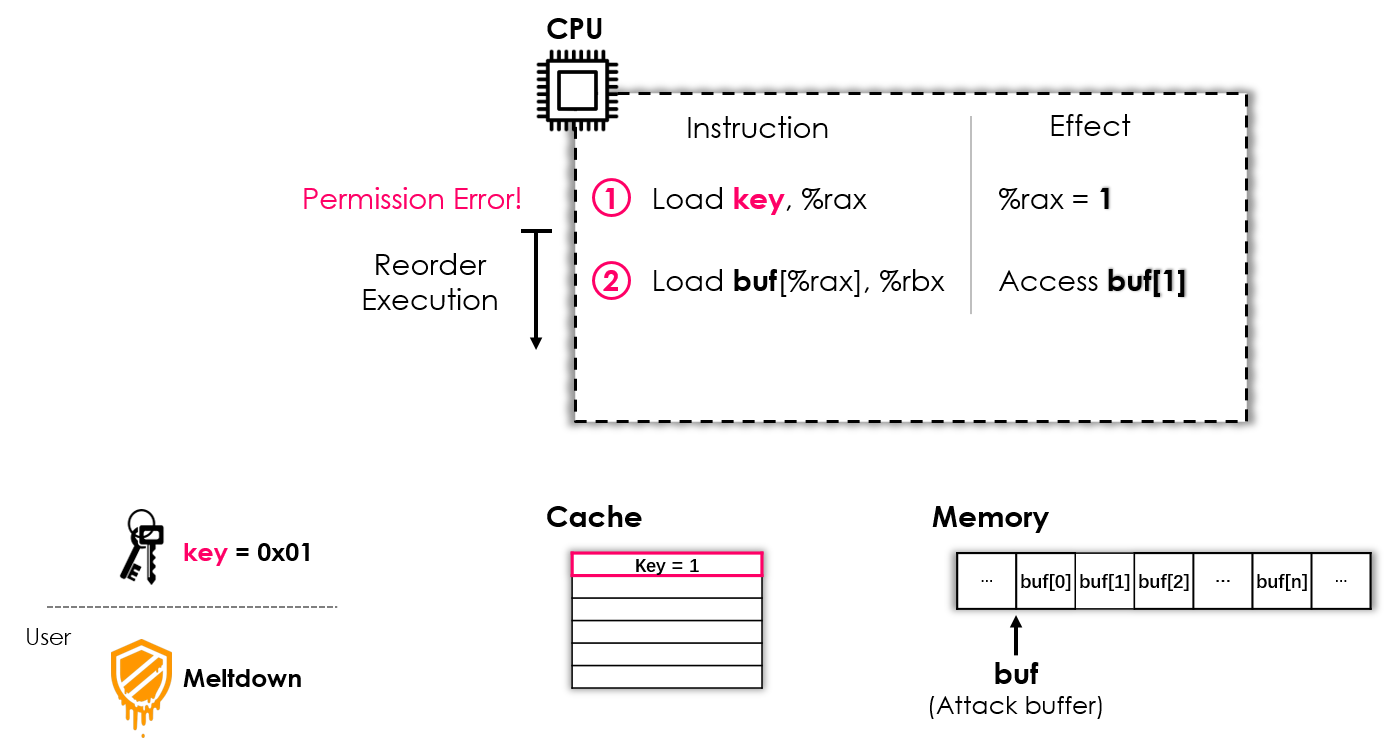 CPU
Instruction
Effect
Permission Error!
1 Load key, %rax
%rax = 1
Reorder
Execution
2 Load buf[%rax], %rbx
Access buf[1]
key = 0x01
User
Meltdown
Cache
Key = 1
Memory
... buf[0] buf[1] buf[2] ... buf[n] ...
buf
(Attack buffer)